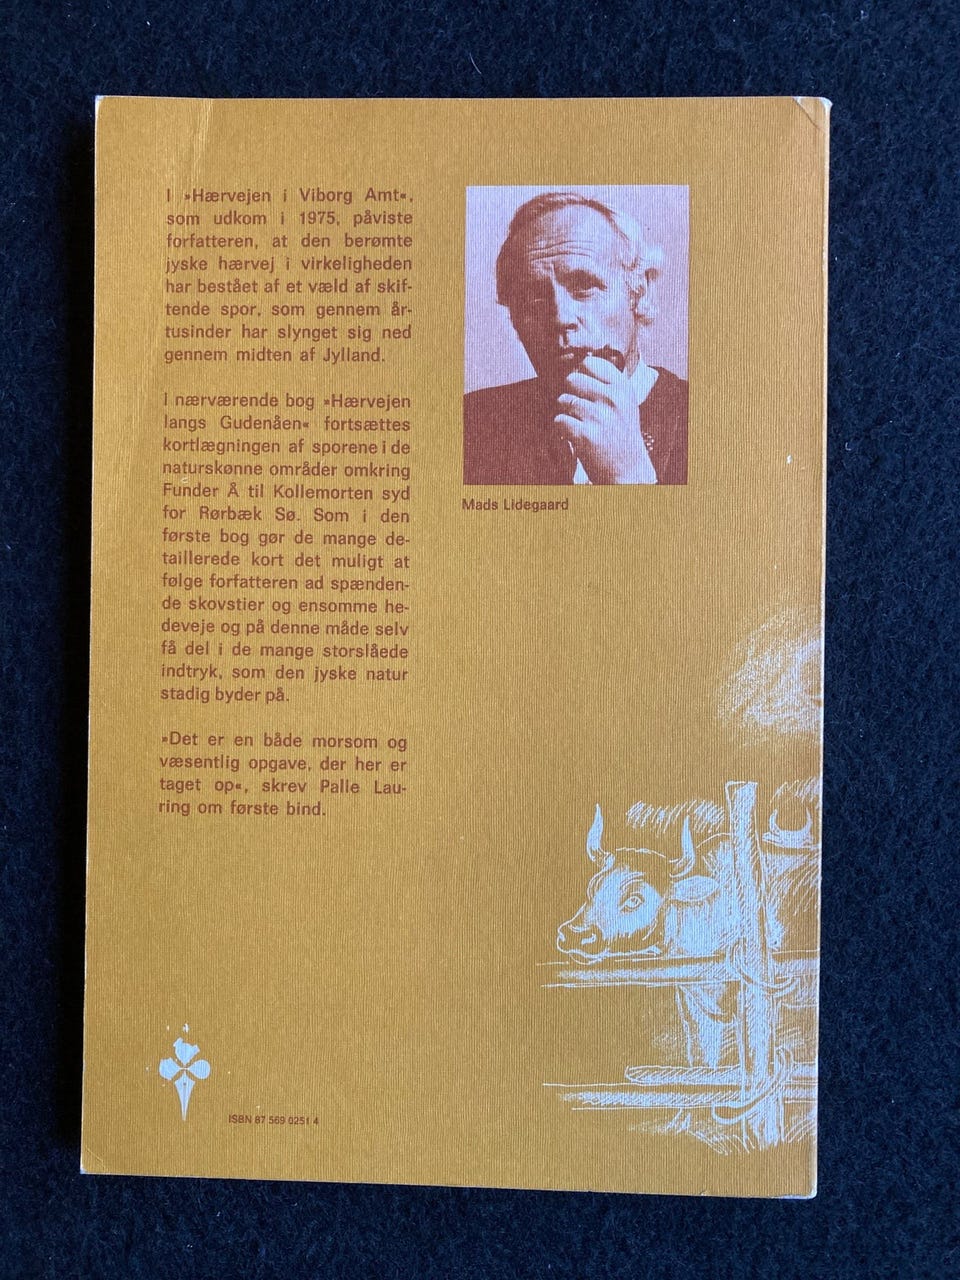 I »Hærvejen i Viborg Amt«,
som udkom i 1975, påviste
forfatteren, at den berømte
jyske hærvej i virkeligheden
har bestået af et væld af skif-
tende spor, som gennem år-
tusinder har slynget sig ned
gennem midten af Jylland.
I nærværende bog »Hærvejen
langs Gudenåen« fortsættes
kortlægningen af sporene i de
naturskønne områder omkring
Funder Å til Kollemorten syd
for Rørbæk Sø. Som i den
første bog gør de mange de-
taillerede kort det muligt at
følge forfatteren ad spænden-
de skovstier og ensomme he-
deveje og på denne måde selv
få del i de mange storslåede
indtryk, som den jyske natur
stadig byder på.
»Det er en både morsom og
væsentlig opgave, der her er
taget op«, skrev Palle Lau-
ring om første bind.
Mads Lidegaard
ISBN 87 569 0251 4